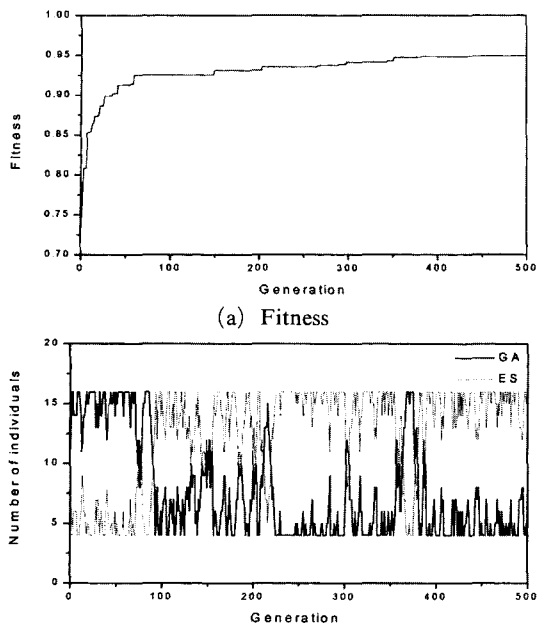 1.00
0.95
0.90
0.85
0.80
0.75
0.70
Fitness
0 100 200 300 400 500
Generation
(a) Fitness
20
15
10
5
0
Number of individuals
GA
ES
0 100 200 300 400 500
Generation